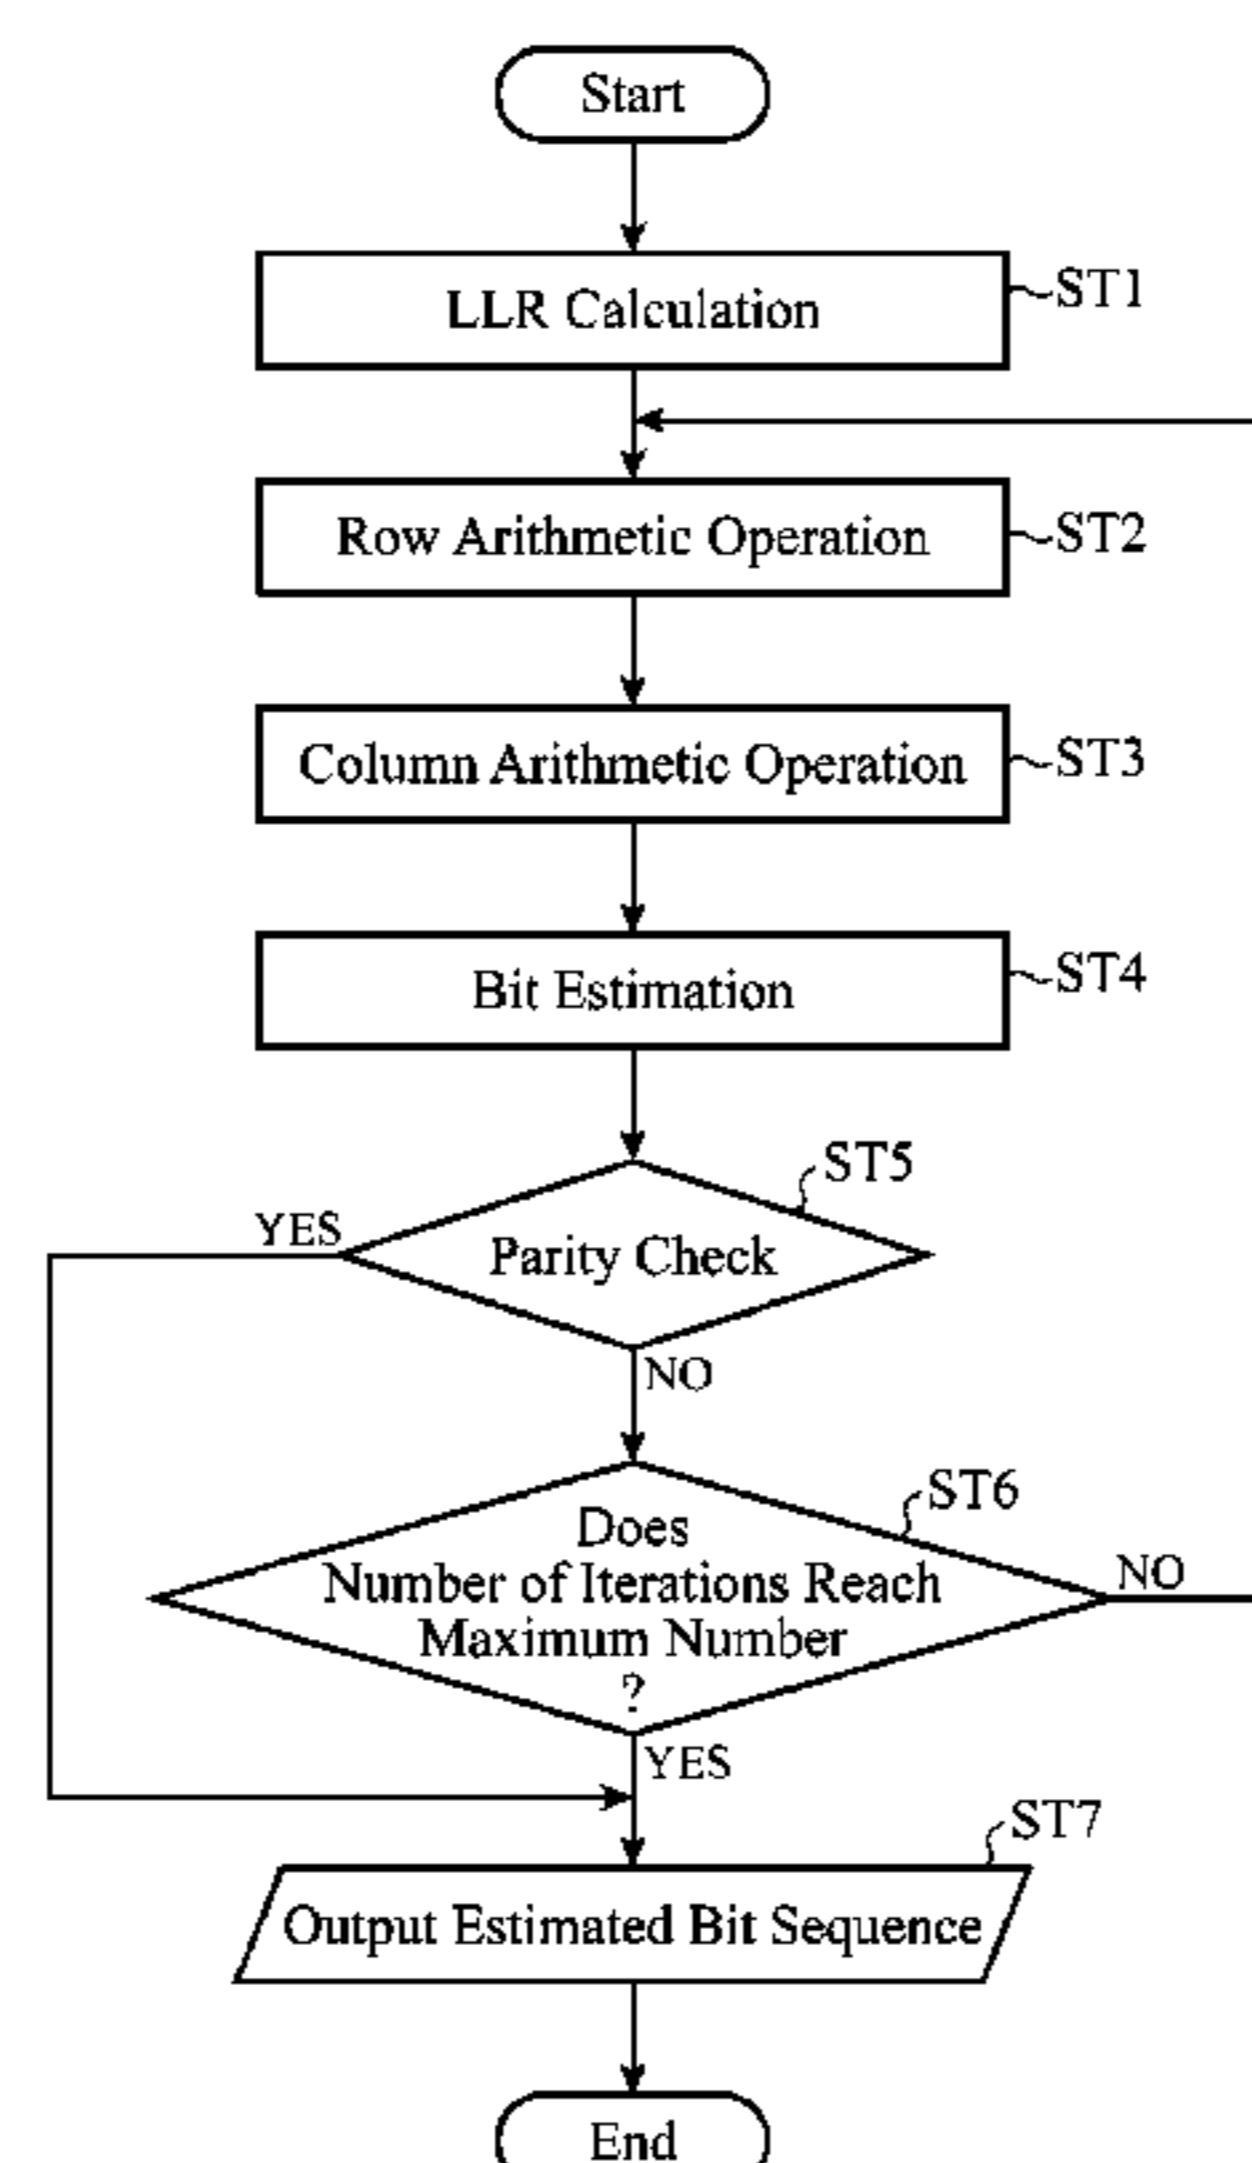 Start
LLR Calculation
ST1
Row Arithmetic Operation
ST2
Column Arithmetic Operation
ST3
Bit Estimation
ST4
ST5
YES
Parity Check
NO
ST6
Does
Number of Iterations Reach
Maximum Number
?
NO
YES
ST7
Output Estimated Bit Sequence
End